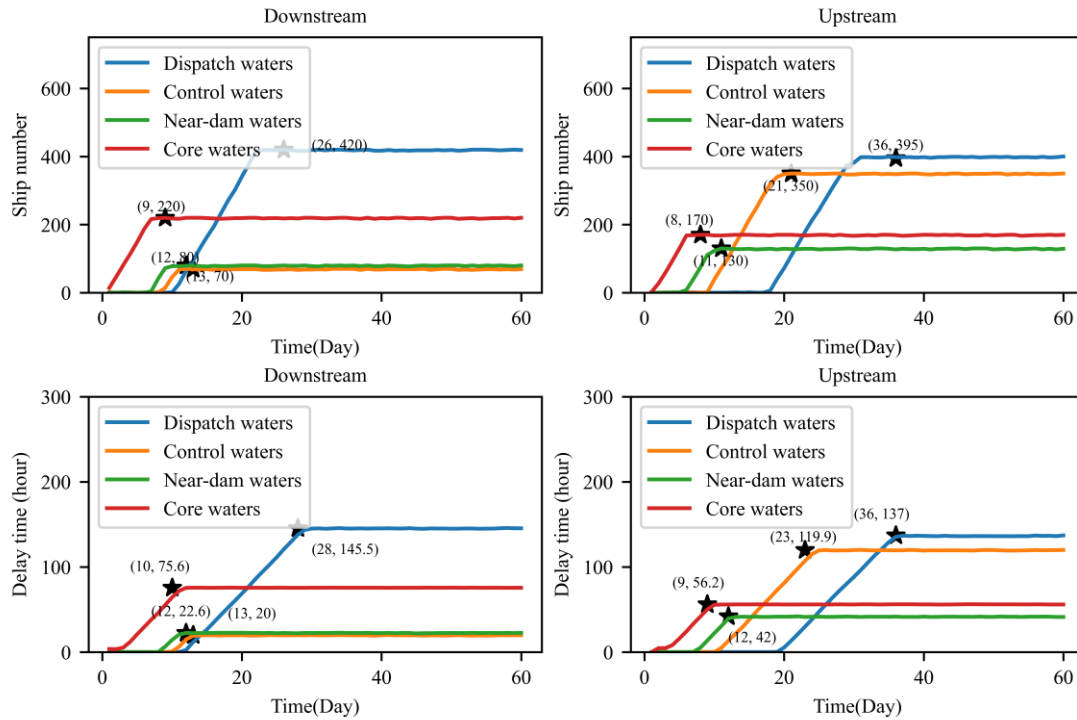 Downstream
Ship number
600
400
200
0
Dispatch waters
Control waters
Near-dam waters
Core waters
(26, 420)
(9, 220)
(12, 80)
(13, 70)
0
20
40
60
Time(Day)
Upstream
Ship number
600
400
200
0
Dispatch waters
Control waters
Near-dam waters
Core waters
(36, 395)
(21, 350)
(8, 170)
(11, 130)
0
20
40
60
Time(Day)
Downstream
Delay time (hour)
300
200
100
0
Dispatch waters
Control waters
Near-dam waters
Core waters
(28, 145.5)
(10, 75.6)
(12, 22.6)
(13, 20)
0
20
40
60
Time(Day)
Upstream
Delay time (hour)
300
200
100
0
Dispatch waters
Control waters
Near-dam waters
Core waters
(36, 137)
(23, 119.9)
(9, 56.2)
(12, 42)
0
20
40
60
Time(Day)